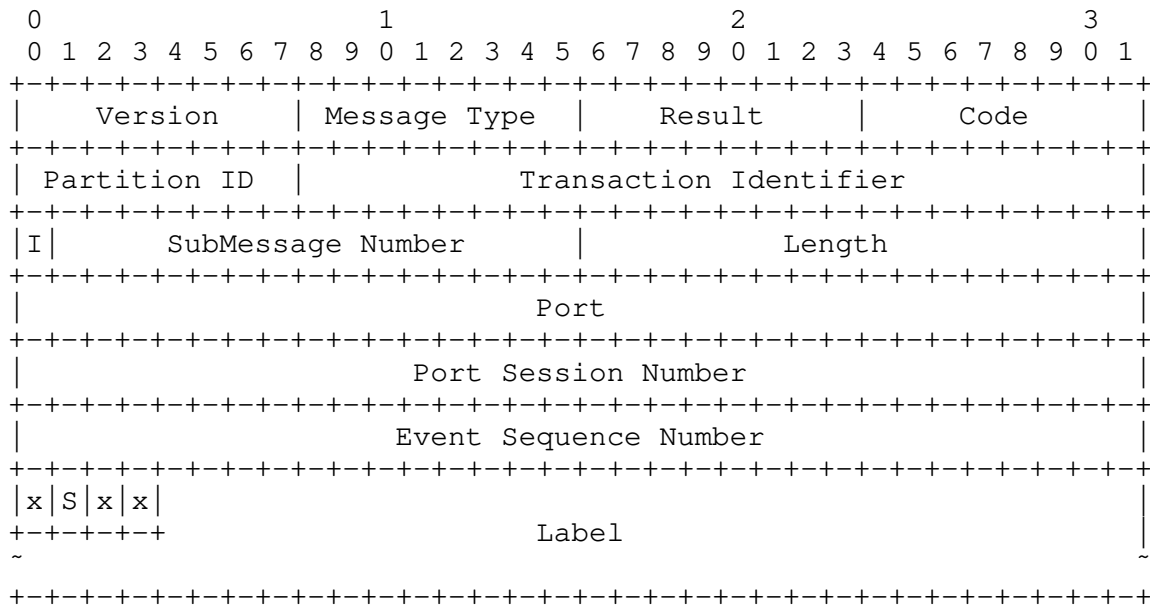 0                   1                   2                   3
 0 1 2 3 4 5 6 7 8 9 0 1 2 3 4 5 6 7 8 9 0 1 2 3 4 5 6 7 8 9 0 1
+-+-+-+-+-+-+-+-+-+-+-+-+-+-+-+-+-+-+-+-+-+-+-+-+-+-+-+-+-+-+-+-+
|    Version    | Message Type  |    Result     |     Code      |
+-+-+-+-+-+-+-+-+-+-+-+-+-+-+-+-+-+-+-+-+-+-+-+-+-+-+-+-+-+-+-+-+
| Partition ID  |            Transaction Identifier             |
+-+-+-+-+-+-+-+-+-+-+-+-+-+-+-+-+-+-+-+-+-+-+-+-+-+-+-+-+-+-+-+-+
|I|      SubMessage Number      |           Length              |
+-+-+-+-+-+-+-+-+-+-+-+-+-+-+-+-+-+-+-+-+-+-+-+-+-+-+-+-+-+-+-+-+
|                             Port                              |
+-+-+-+-+-+-+-+-+-+-+-+-+-+-+-+-+-+-+-+-+-+-+-+-+-+-+-+-+-+-+-+-+
|                      Port Session Number                      |
+-+-+-+-+-+-+-+-+-+-+-+-+-+-+-+-+-+-+-+-+-+-+-+-+-+-+-+-+-+-+-+-+
|                     Event Sequence Number                     |
+-+-+-+-+-+-+-+-+-+-+-+-+-+-+-+-+-+-+-+-+-+-+-+-+-+-+-+-+-+-+-+-+
|x|S|x|x|                                                       |
+-+-+-+-+                     Label                             |
~                                                               ~
+-+-+-+-+-+-+-+-+-+-+-+-+-+-+-+-+-+-+-+-+-+-+-+-+-+-+-+-+-+-+-+-+